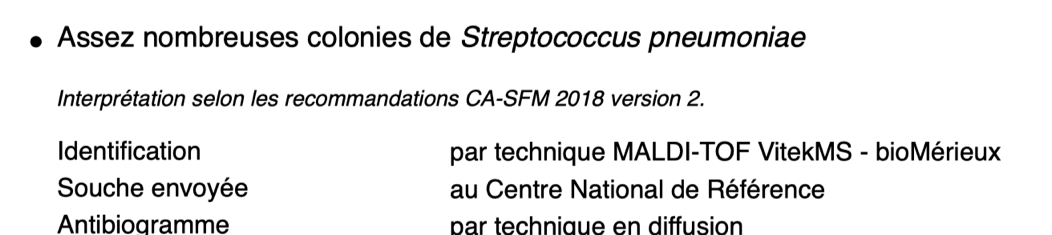 • Assez nombreuses colonies de Streptococcus pneumoniae
Interprétation selon les recommandations CA-SFM 2018 version 2.
Identification par technique MALDI-TOF VitekMS - bioMérieux
Souche envoyée au Centre National de Référence
Antibiogramme par technique en diffusion